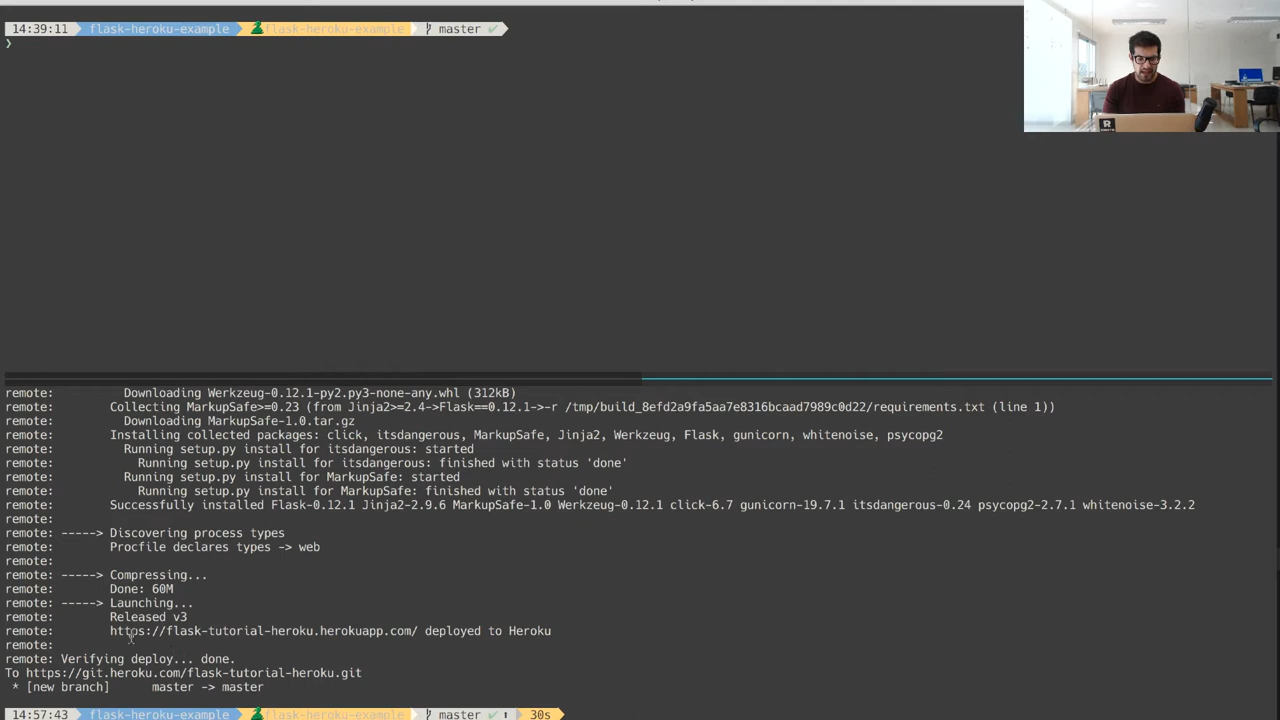 14:39:11 flask-heroku-example flask-heroku-example master ✔
❯
remote: Downloading Werkzeug-0.12.1-py2.py3-none-any.whl (312kB)
remote: Collecting MarkupSafe>=0.23 (from Jinja2>=2.4->Flask==0.12.1->-r /tmp/build_8efd2a9fa5aa7e8316bcaad7989c0d22/requirements.txt (line 1))
remote: Downloading MarkupSafe-1.0.tar.gz
remote: Installing collected packages: click, itsdangerous, MarkupSafe, Jinja2, Werkzeug, Flask, gunicorn, whitenoise, psycopg2
remote: Running setup.py install for itsdangerous: started
remote: Running setup.py install for itsdangerous: finished with status 'done'
remote: Running setup.py install for MarkupSafe: started
remote: Running setup.py install for MarkupSafe: finished with status 'done'
remote: Successfully installed Flask-0.12.1 Jinja2-2.9.6 MarkupSafe-1.0 Werkzeug-0.12.1 click-6.7 gunicorn-19.7.1 itsdangerous-0.24 psycopg2-2.7.1 whitenoise-3.2.2
remote:
remote: -----> Discovering process types
remote: Procfile declares types -> web
remote:
remote: -----> Compressing...
remote: Done: 60M
remote: -----> Launching...
remote: Released v3
remote: https://flask-tutorial-heroku.herokuapp.com/ deployed to Heroku
remote:
remote: Verifying deploy... done.
To https://git.heroku.com/flask-tutorial-heroku.git
* [new branch] master -> master
14:57:43 flask-heroku-example flask-heroku-example master ✔ ⬆ 30s